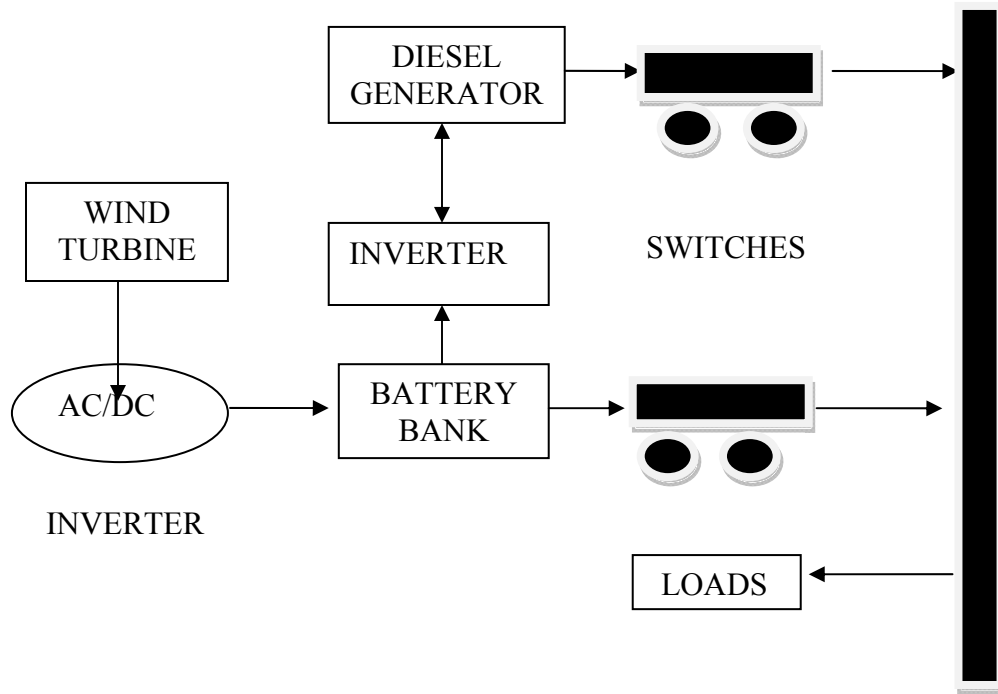 DIESEL
GENERATOR
WIND
TURBINE
INVERTER
SWITCHES
AC/DC
BATTERY
BANK
INVERTER
LOADS